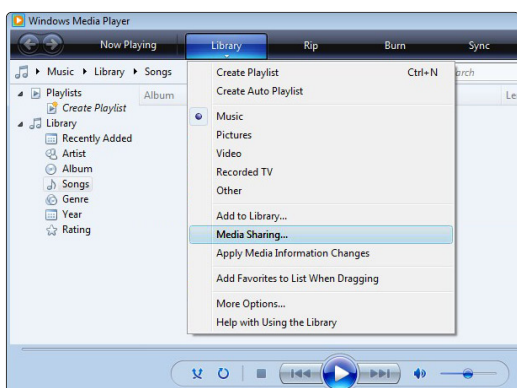 Windows Media Player
Now Playing Library Rip Burn Sync
Music Library Songs
Playlists
Create Playlist
Library
Recently Added
Artist
Album
Songs
Genre
Year
Rating
Album
Create Playlist Ctrl+N
Create Auto Playlist
Music
Pictures
Video
Recorded TV
Other
Add to Library...
Media Sharing...
Apply Media Information Changes
Add Favorites to List When Dragging
More Options...
Help with Using the Library
arch
Le